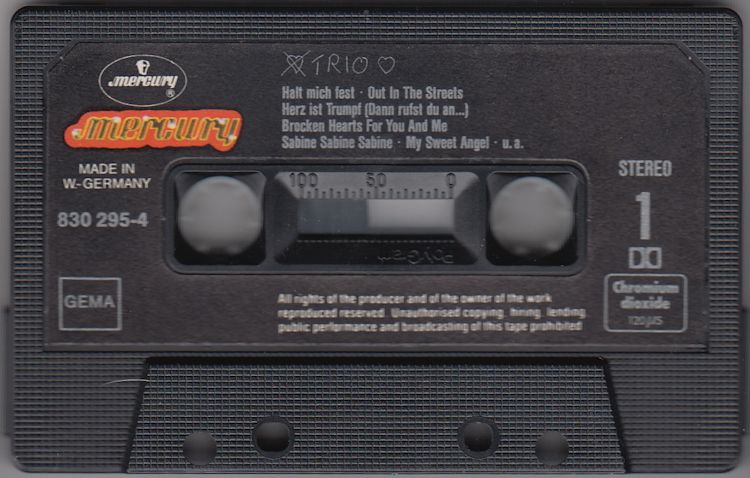 TRIO
mercury
®
Halt mich fest · Out In The Streets
Herz ist Trumpf (Dann rufst du an...)
Brocken Hearts For You And Me
Sabine Sabine Sabine · My Sweet Angel · u. a.
mercury
MADE IN
W.-GERMANY
830 295-4
STEREO
1
100 50 0
PolyGram
GEMA
Chromium
dioxide
120 µS
All rights of the producer and of the owner of the work
reproduced reserved. Unauthorised copying, hiring, lending,
public performance and broadcasting of this tape prohibited